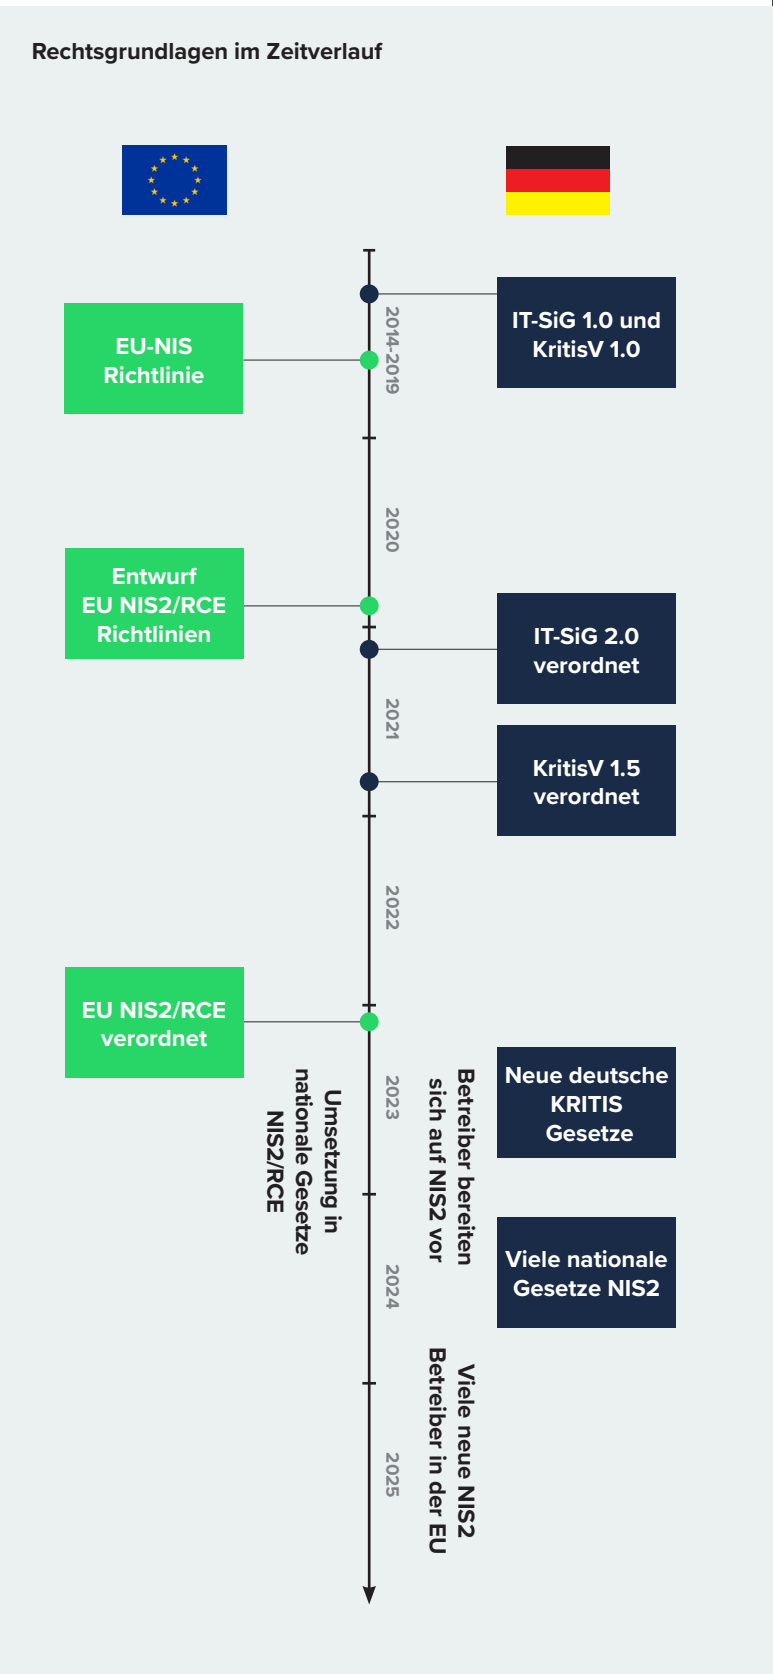 Rechtsgrundlagen im Zeitverlauf
IT-SiG 1.0 und
KritisV 1.0
2014-2019
EU-NIS
Richtlinie
2020
Entwurf
EU NIS2/RCE
Richtlinien
IT-SiG 2.0
verordnet
2021
KritisV 1.5
verordnet
2022
EU NIS2/RCE
verordnet
2023
Umsetzung in
nationale Gesetze
NIS2/RCE
Betreiber bereiten
sich auf NIS2 vor
Neue deutsche
KRITIS
Gesetze
Viele nationale
Gesetze NIS2
2024
Viele neue NIS2
Betreiber in der EU
2025